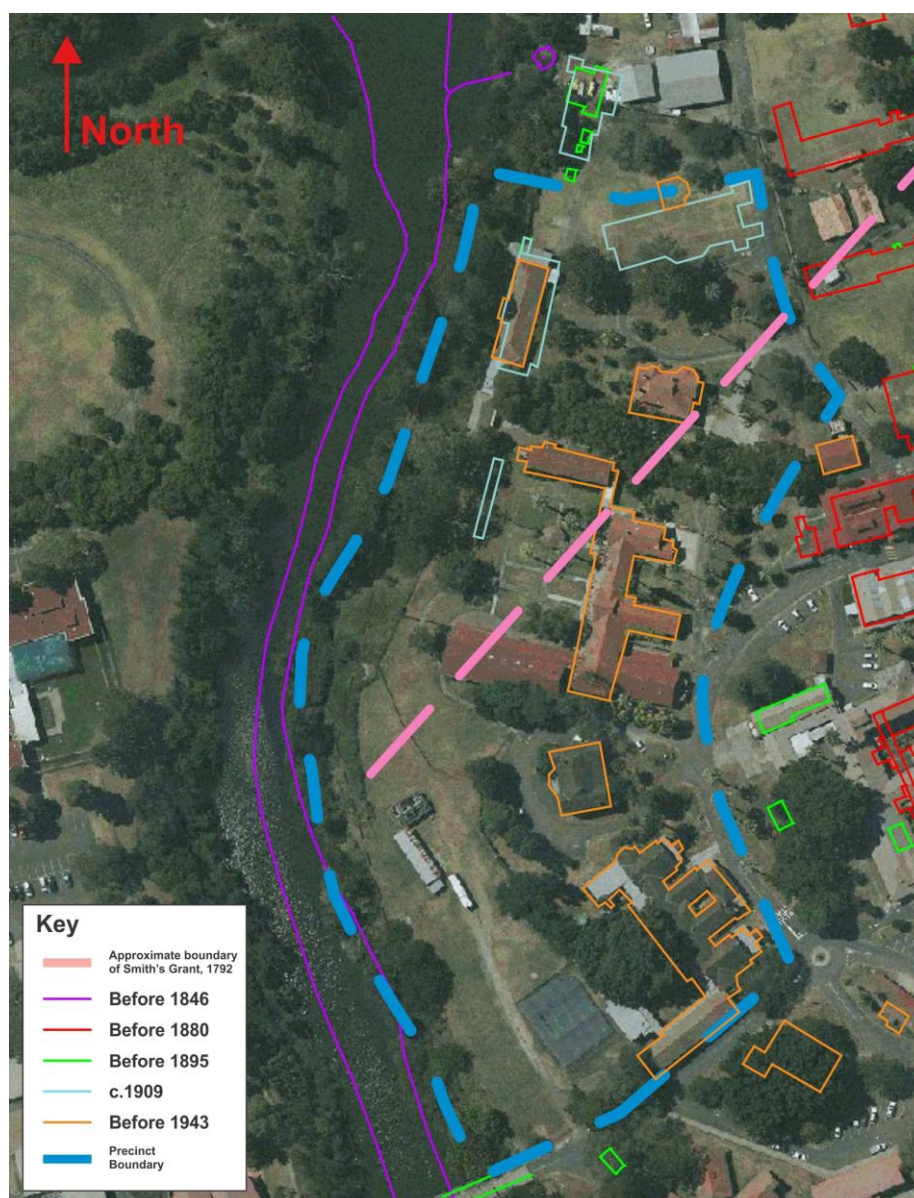 North
Key
Approximate boundary
of Smith's Grant, 1792
Before 1846
Before 1880
Before 1895
c.1909
Before 1943
Precinct
Boundary